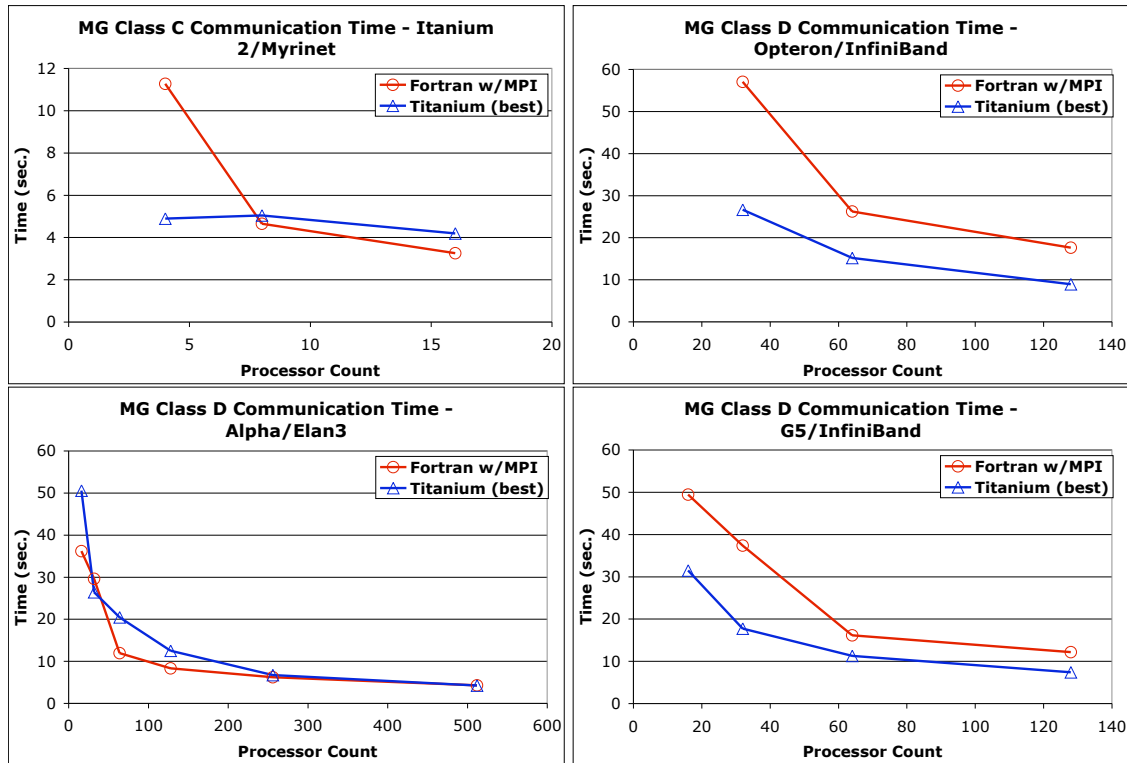 MG Class C Communication Time - Itanium
2/Myrinet
12
10
8
6
4
2
0
0
5
10
15
20
Time (sec.)
Processor Count
Fortran w/MPI
Titanium (best)
MG Class D Communication Time -
Opteron/InfiniBand
60
50
40
30
20
10
0
0
20
40
60
80
100
120
140
Time (sec.)
Processor Count
Fortran w/MPI
Titanium (best)
MG Class D Communication Time -
Alpha/Elan3
60
50
40
30
20
10
0
0
100
200
300
400
500
600
Time (sec.)
Processor Count
Fortran w/MPI
Titanium (best)
MG Class D Communication Time -
G5/InfiniBand
60
50
40
30
20
10
0
0
20
40
60
80
100
120
140
Time (sec.)
Processor Count
Fortran w/MPI
Titanium (best)